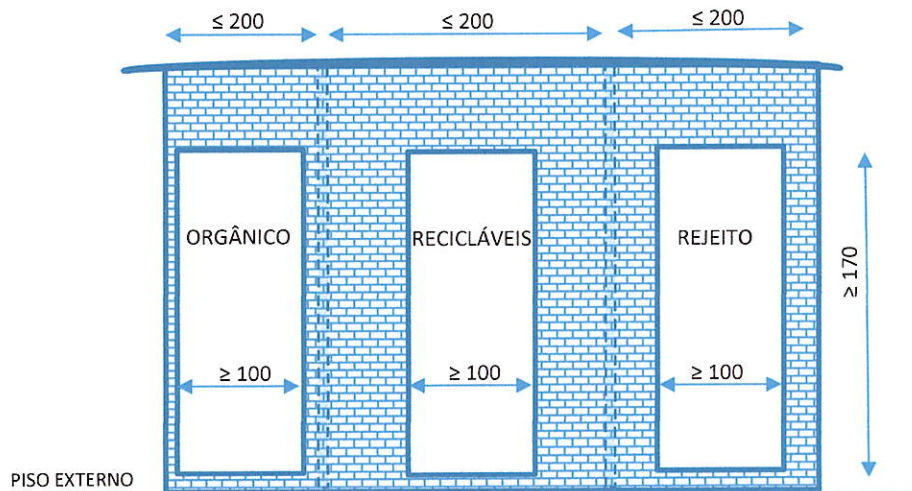 ≤ 200
≤ 200
≤ 200
ORGÂNICO
RECICLÁVEIS
REJEITO
≥ 170
≥ 100
≥ 100
≥ 100
PISO EXTERNO